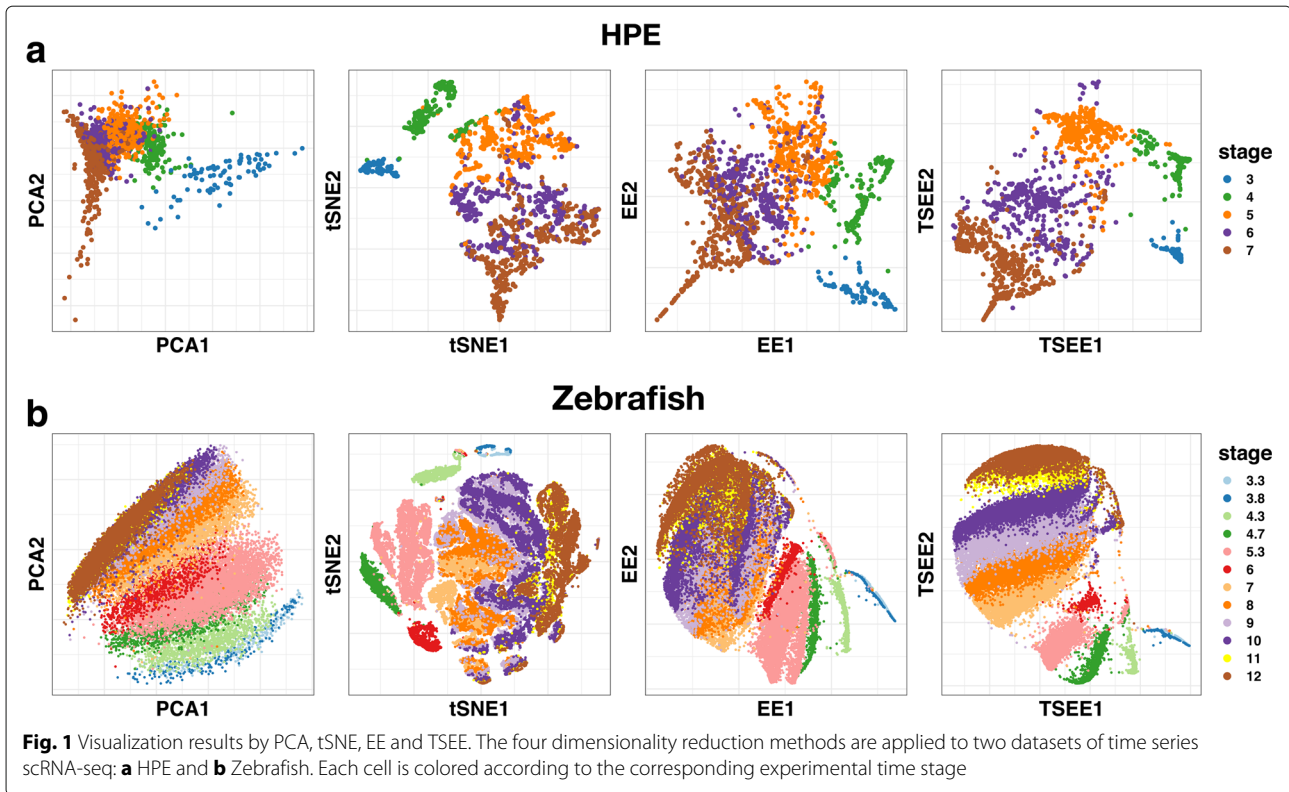 HPE
a
PCA2
PCA1
tSNE2
tSNE1
EE2
EE1
TSEE2
TSEE1
stage
3
4
5
6
7
Zebrafish
b
PCA2
PCA1
tSNE2
tSNE1
EE2
EE1
TSEE2
TSEE1
stage
3.3
3.8
4.3
4.7
5.3
6
7
8
9
10
11
12
Fig. 1 Visualization results by PCA, tSNE, EE and TSEE. The four dimensionality reduction methods are applied to two datasets of time series
scRNA-seq: a HPE and b Zebrafish. Each cell is colored according to the corresponding experimental time stage